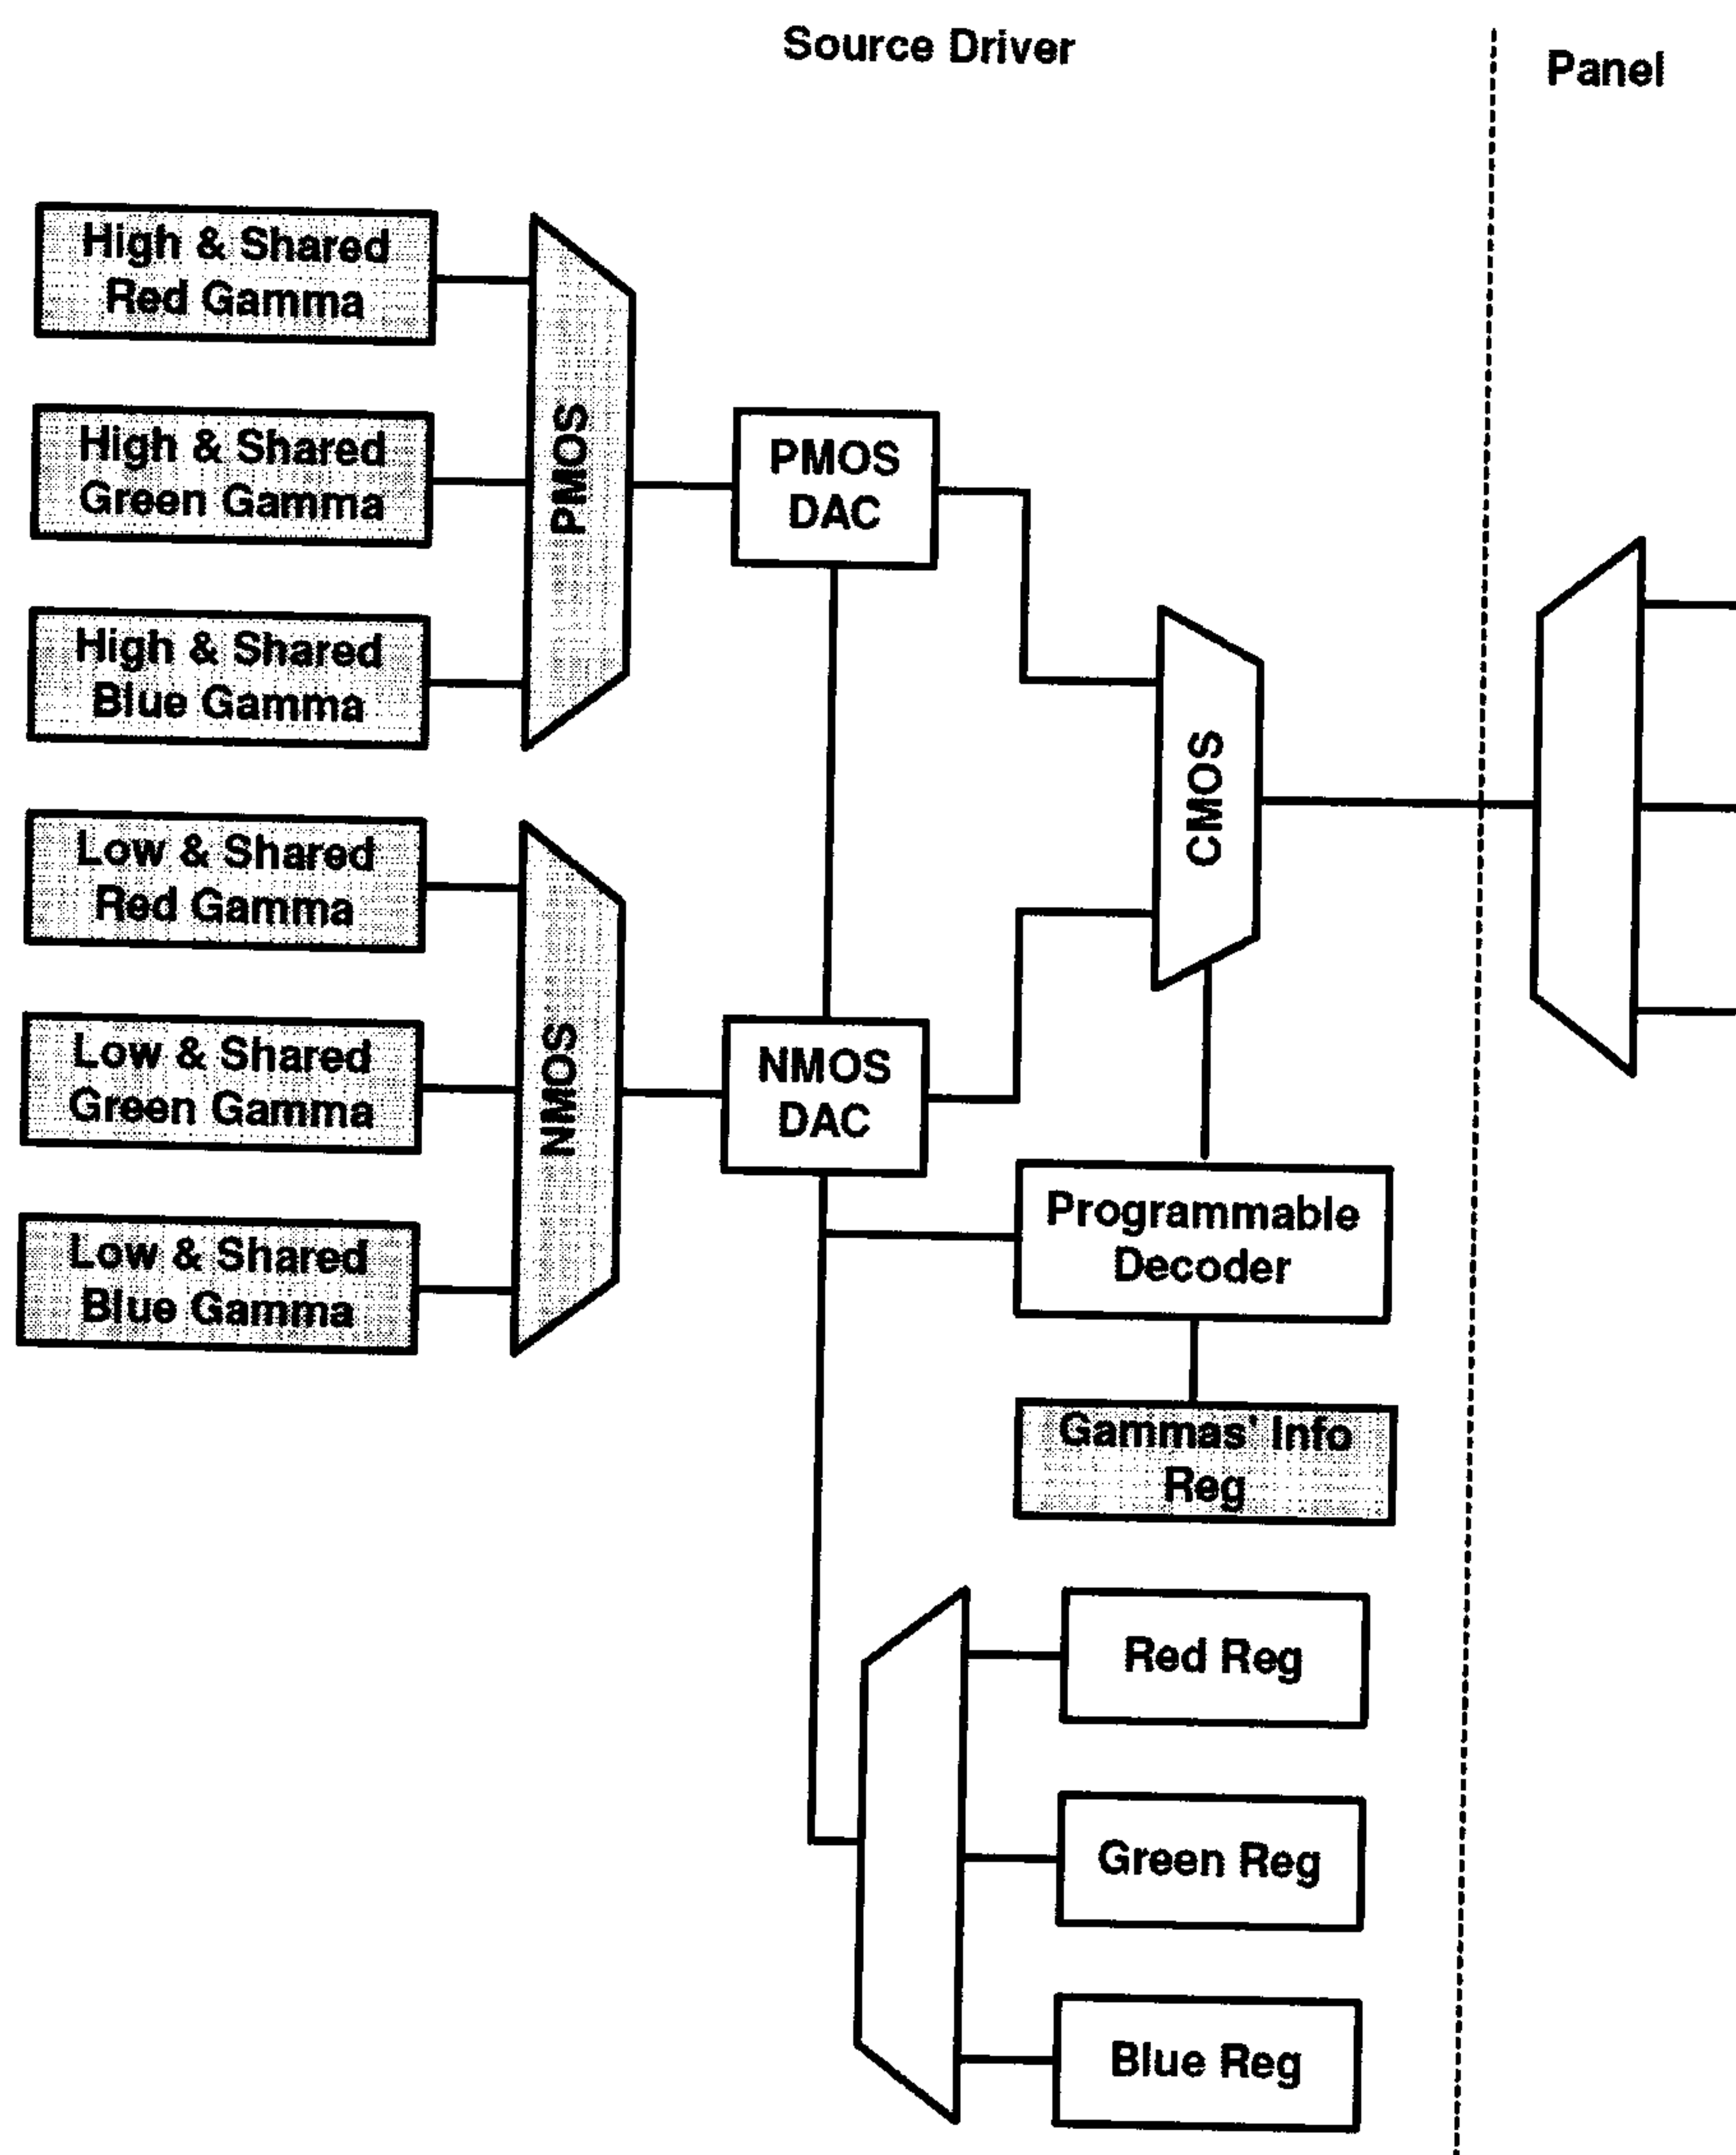 Source Driver
Panel
High & Shared
Red Gamma
High & Shared
Green Gamma
High & Shared
Blue Gamma
PMOS
PMOS
DAC
CMOS
Low & Shared
Red Gamma
Low & Shared
Green Gamma
Low & Shared
Blue Gamma
NMOS
NMOS
DAC
Programmable
Decoder
Gammas' Info
Reg
Red Reg
Green Reg
Blue Reg